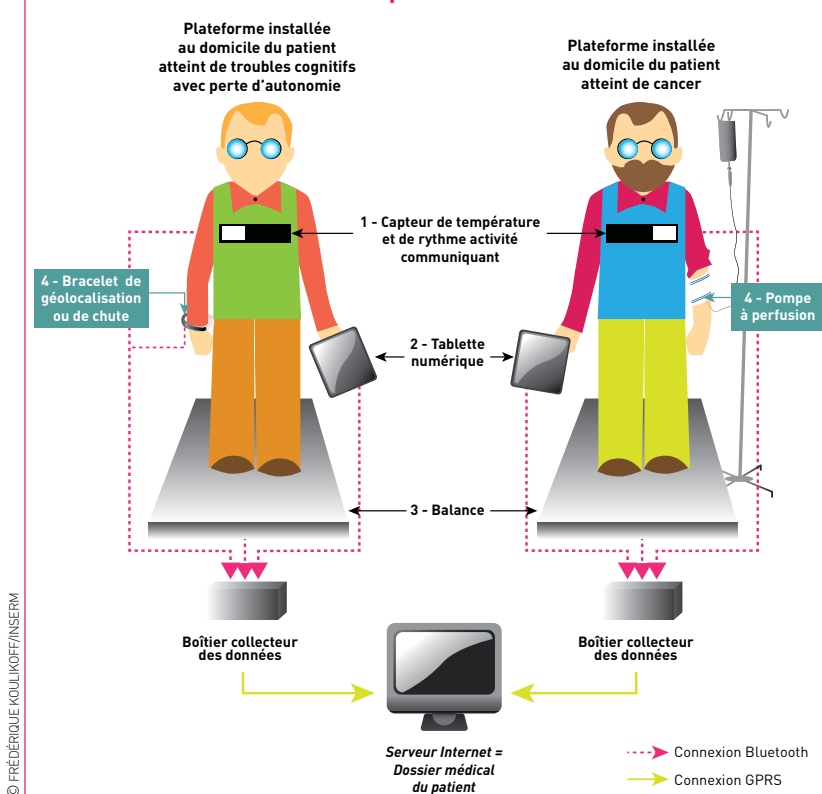 Plateforme installée
au domicile du patient
atteint de troubles cognitifs
avec perte d'autonomie
Plateforme installée
au domicile du patient
atteint de cancer
1 - Capteur de température
et de rythme activité
communiquant
4 - Bracelet de
géolocalisation
ou de chute
4 - Pompe
à perfusion
2 - Tablette
numérique
3 - Balance
Boîtier collecteur
des données
Boîtier collecteur
des données
Serveur Internet =
Dossier médical
du patient
Connexion Bluetooth
Connexion GPRS
© FRÉDÉRIQUE KOULIKOFF/INSERM